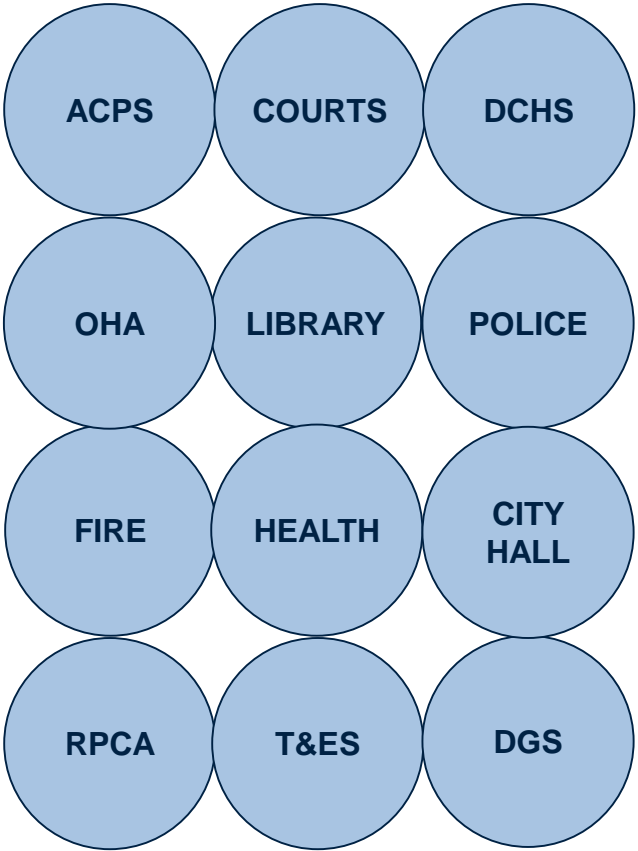 ACPS
COURTS
DCHS
OHA
LIBRARY
POLICE
FIRE
HEALTH
CITY
HALL
RPCA
T&ES
DGS